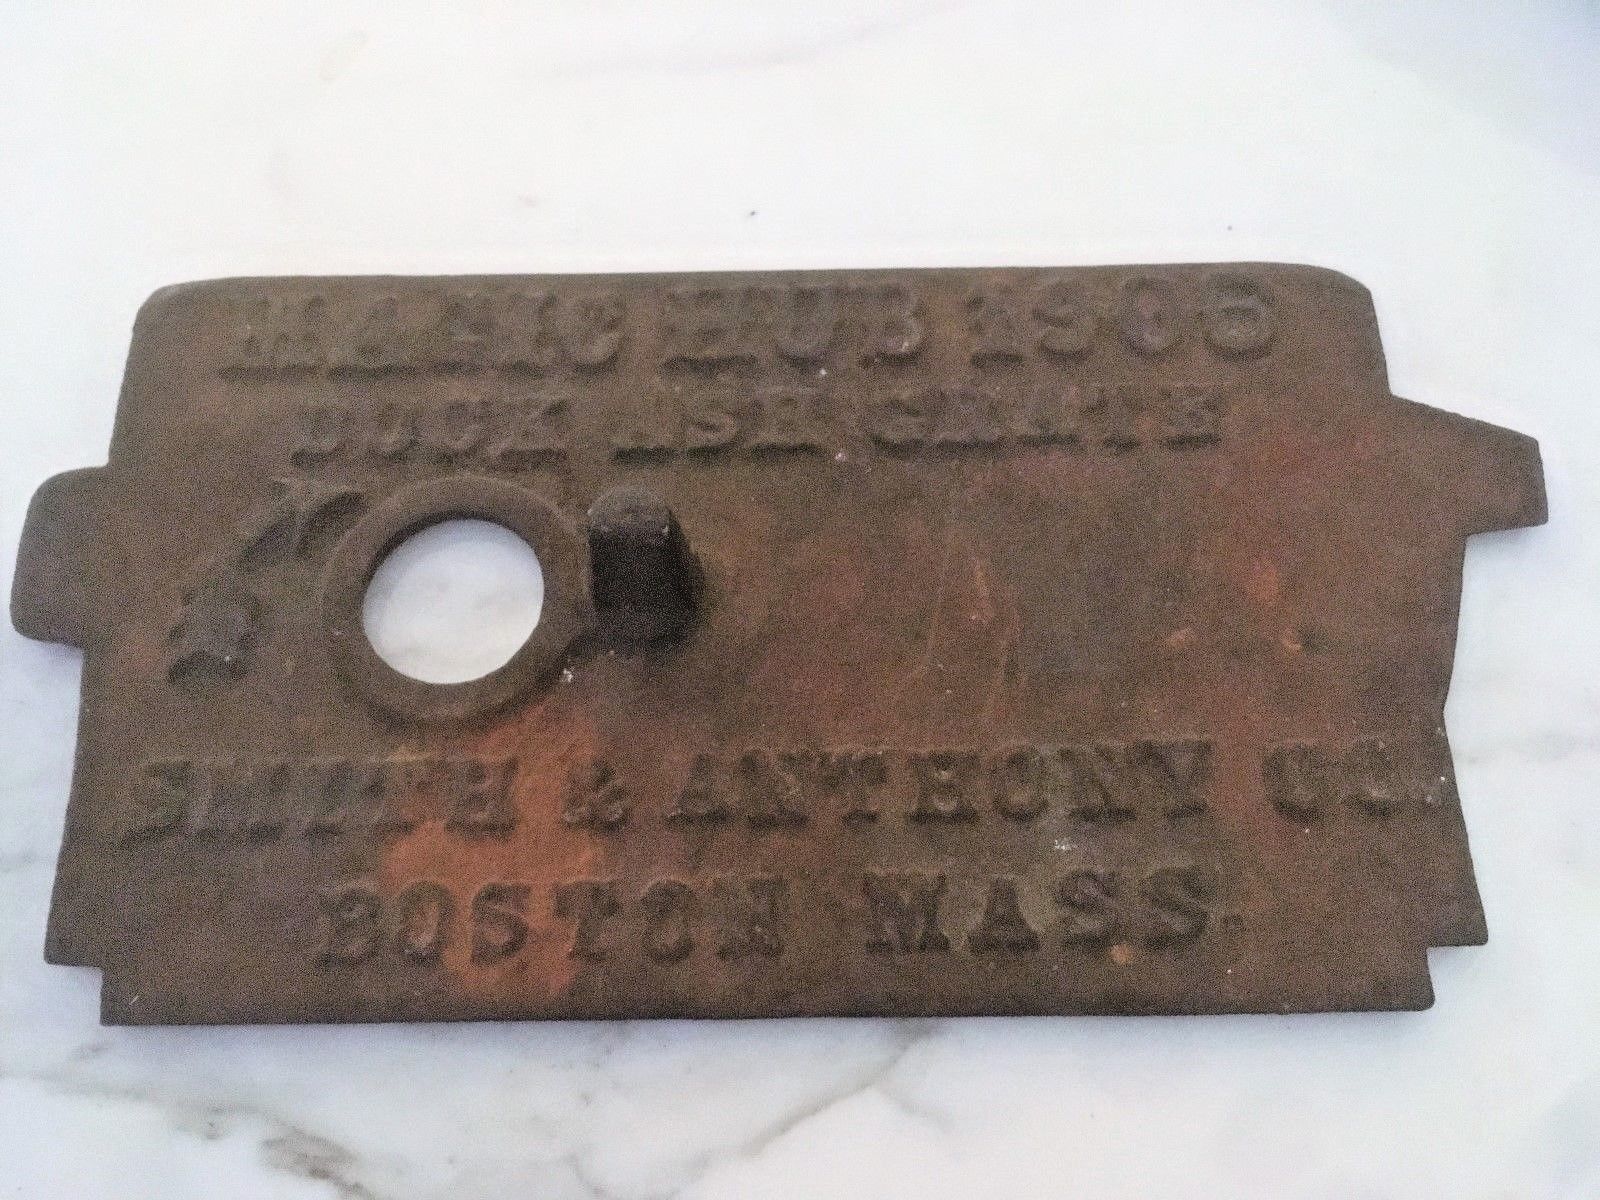 MAGIC HUB 1908
DOCK ASH GRATE
SMITH & ANTHONY CO.
BOSTON MASS.